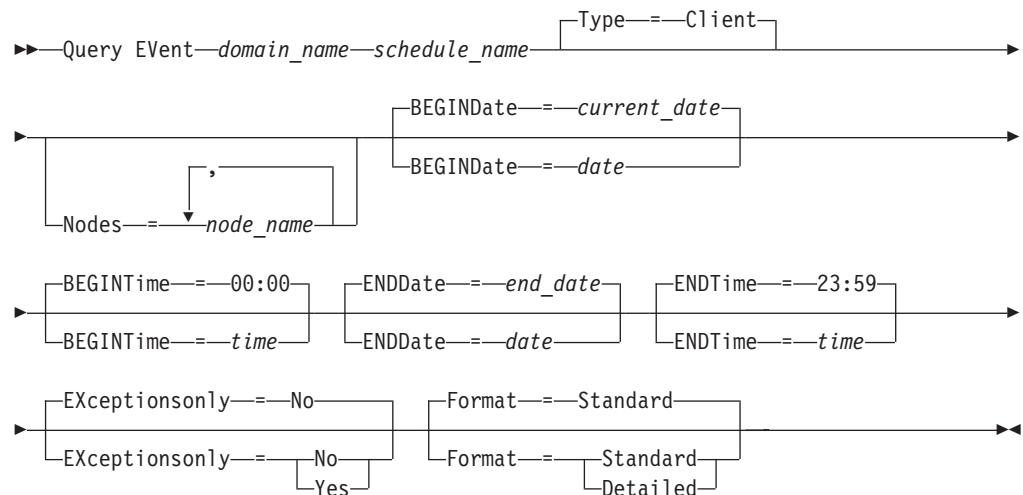 Type = Client
Query EVent domain_name schedule_name
BEGINDate = current_date
BEGINDate = date
,
Nodes = node_name
BEGINTime = 00:00
ENDDate = end_date
ENDTime = 23:59
BEGINTime = time
ENDDate = date
ENDTime = time
EXceptionsonly = No
Format = Standard
EXceptionsonly = No
Yes
Format = Standard
Detailed